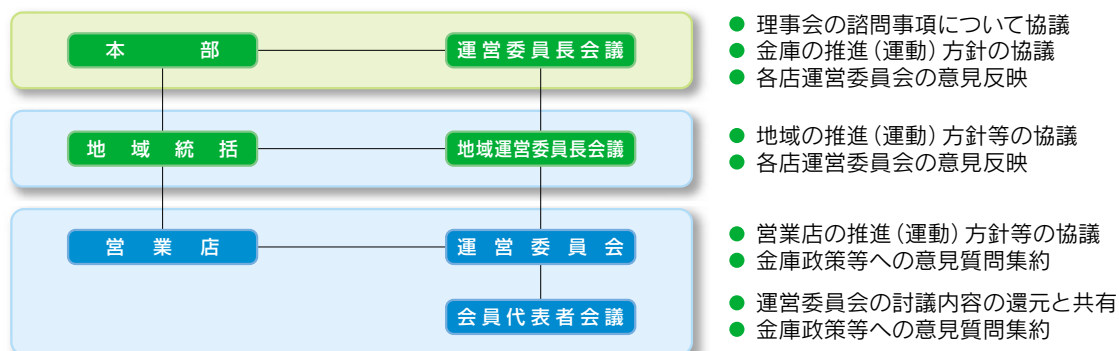 本部 運営委員長会議
● 理事会の諮問事項について協議
● 金庫の推進（運動）方針の協議
● 各店運営委員会の意見反映
地域統括 地域運営委員長会議
● 地域の推進（運動）方針等の協議
● 各店運営委員会の意見反映
営業店 運営委員会
● 営業店の推進（運動）方針等の協議
● 金庫政策等への意見質問集約
会員代表者会議
● 運営委員会の討議内容の還元と共有
● 金庫政策等への意見質問集約